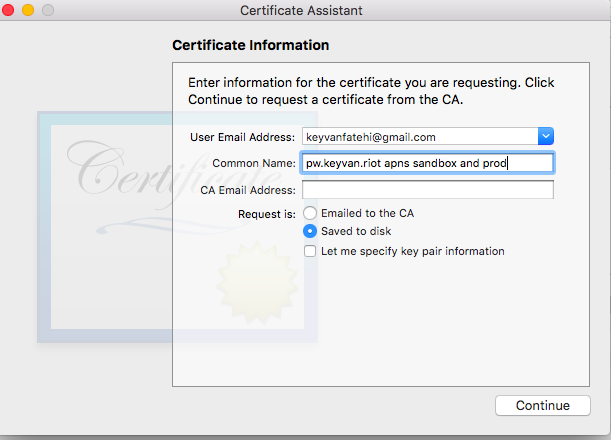 Certificate Assistant
Certificate Information
Enter information for the certificate you are requesting. Click
Continue to request a certificate from the CA.
User Email Address: keyvanfatehi@gmail.com
Common Name: pw.keyvan.riot apns sandbox and prod
CA Email Address:
Request is: Emailed to the CA
Saved to disk
Let me specify key pair information
Certificate
Continue